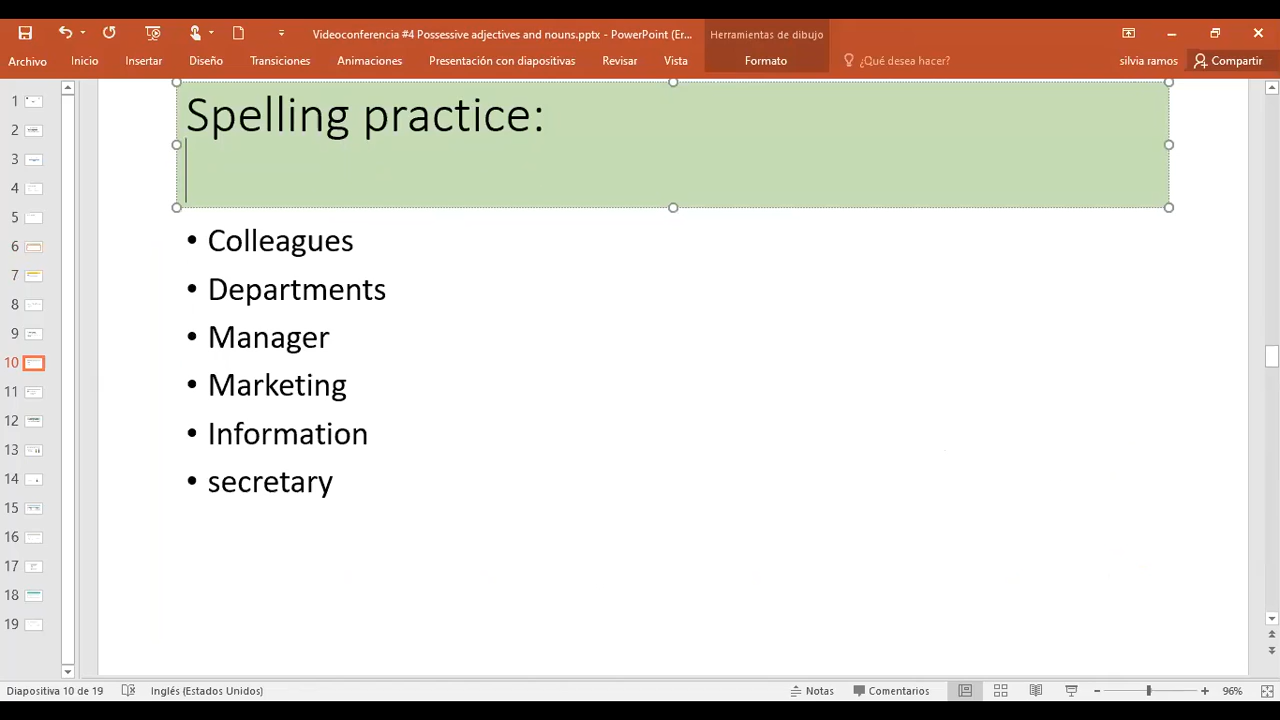 Videoconferencia #4 Possessive adjectives and nouns.pptx - PowerPoint (Er...
Herramientas de dibujo
Archivo Inicio Insertar Diseño Transiciones Animaciones Presentación con diapositivas Revisar Vista Formato ¿Qué desea hacer? silvia ramos Compartir
1
2
3
4
5
6
7
8
9
10
11
12
13
14
15
16
17
18
19
Spelling practice:
• Colleagues
• Departments
• Manager
• Marketing
• Information
• secretary
Diapositiva 10 de 19 Inglés (Estados Unidos) Notas Comentarios 96%